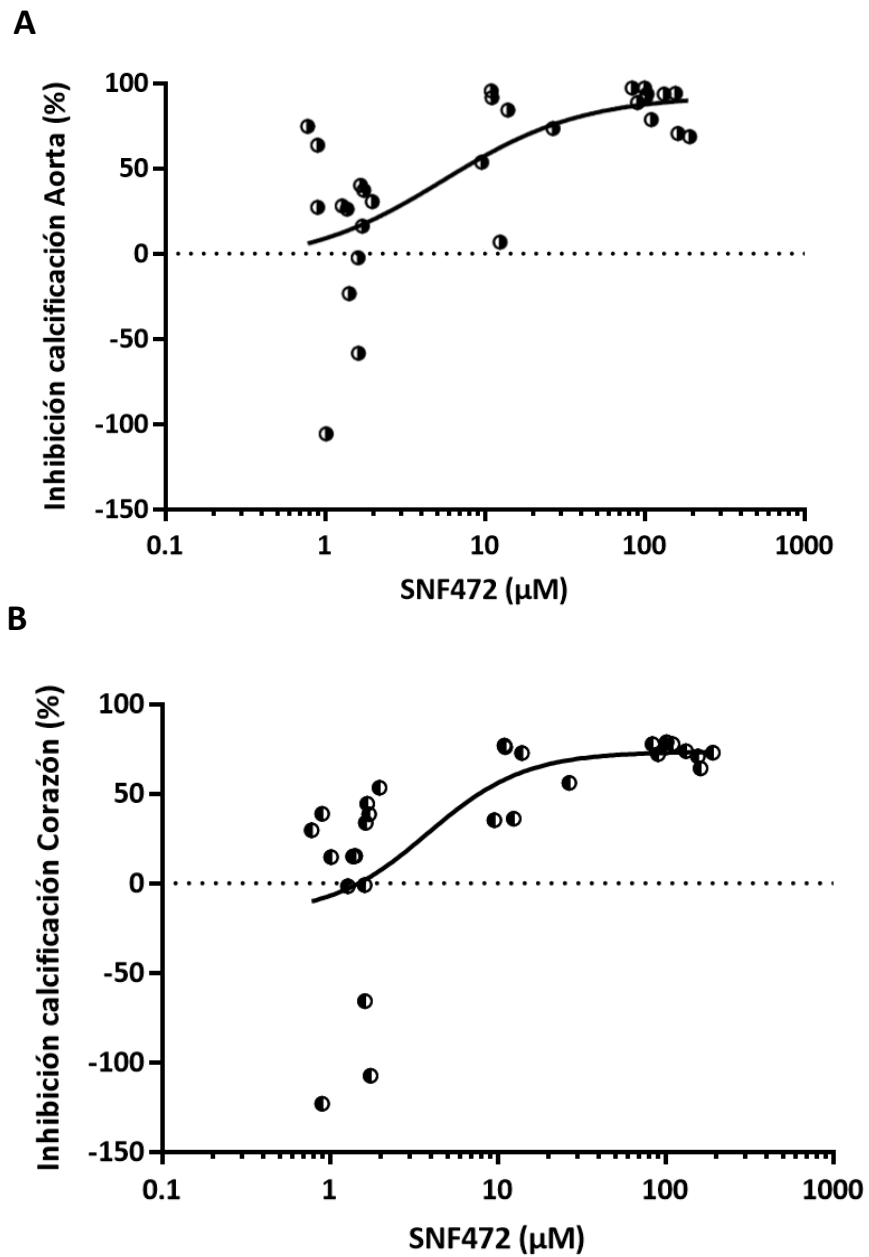 A
Inhibición calcificación Aorta (%)
100
50
0
-50
-100
-150
0.1 1 10 100 1000
SNF472 (µM)
B
Inhibición calcificación Corazón (%)
100
50
0
-50
-100
-150
0.1 1 10 100 1000
SNF472 (µM)